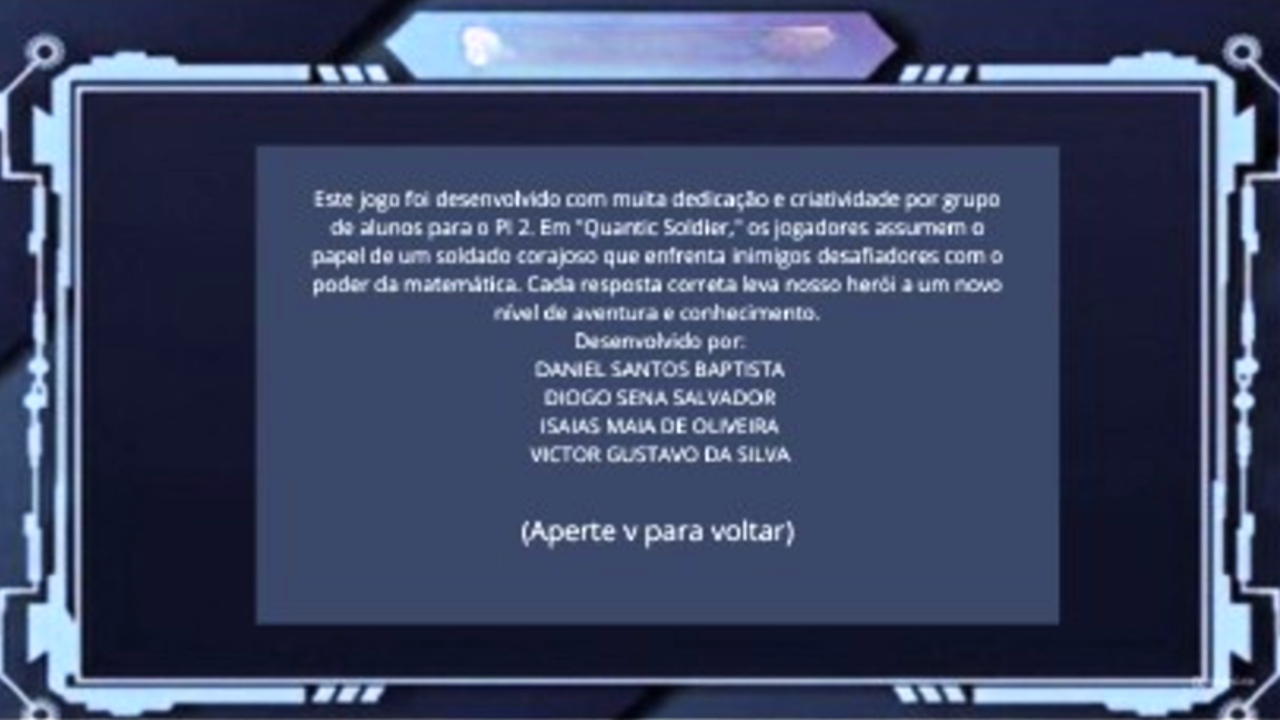 Este jogo foi desenvolvido com muita dedicação e criatividade por grupo
de alunos para o PI 2. Em "Quantic Soldier," os jogadores assumem o
papel de um soldado corajoso que enfrenta inimigos desafiadores com o
poder da matemática. Cada resposta correta leva nosso herói a um novo
nível de aventura e conhecimento.
Desenvolvido por:
DANIEL SANTOS BAPTISTA
DIOGO SENA SALVADOR
ISAIAS MAIA DE OLIVEIRA
VICTOR GUSTAVO DA SILVA
(Aperte v para voltar)